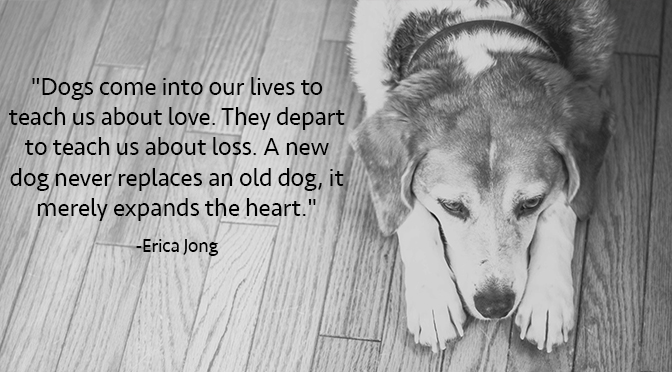 "Dogs come into our lives to
teach us about love. They depart
to teach us about loss. A new
dog never replaces an old dog, it
merely expands the heart."
-Erica Jong